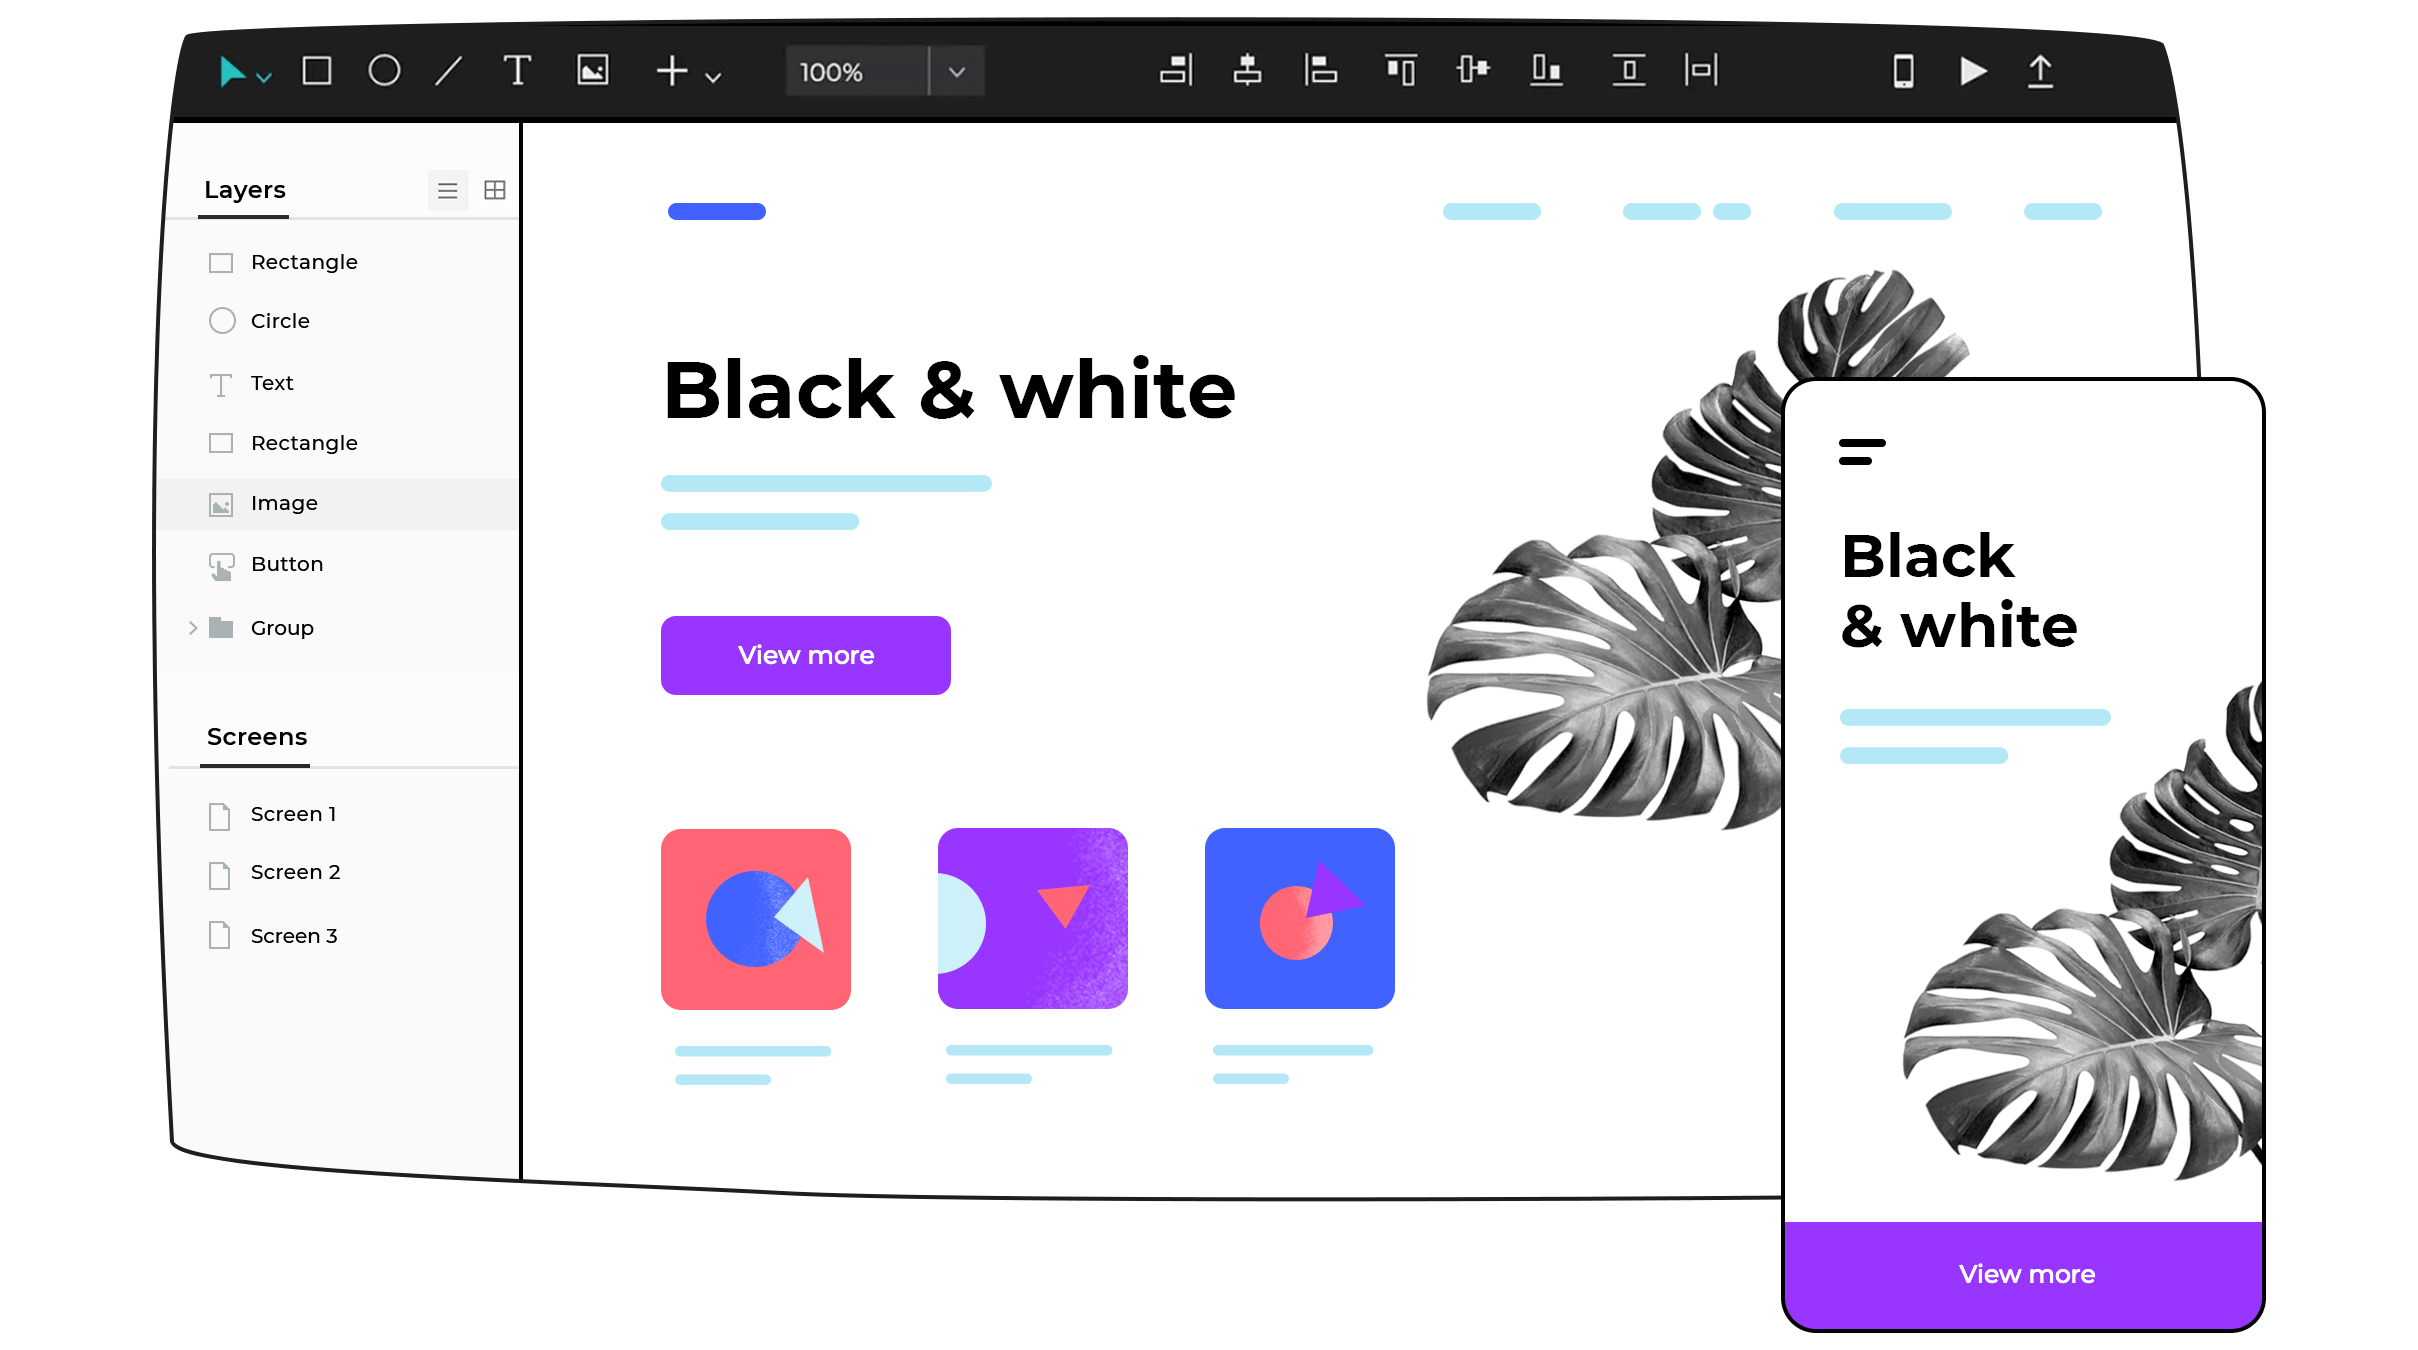 100%
Layers
Rectangle
Circle
Text
Rectangle
Image
Button
Group
Screens
Screen 1
Screen 2
Screen 3
Black & white
View more
Black
& white
View more